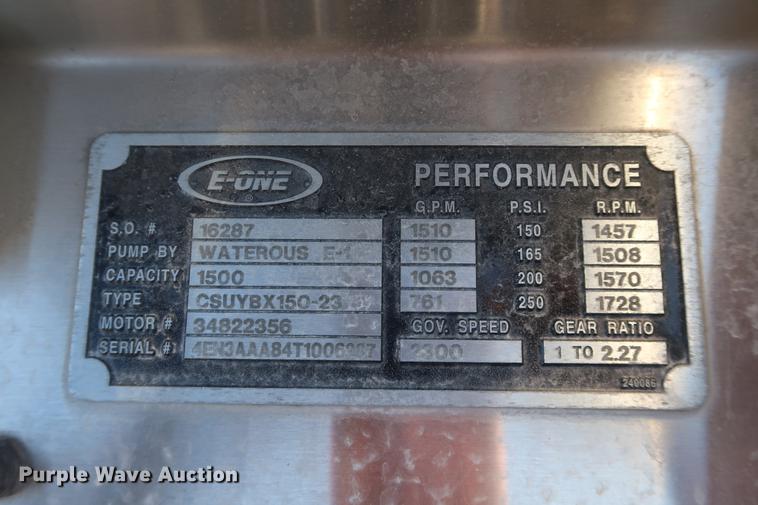 E-ONE ®
PERFORMANCE
G.P.M. P.S.I. R.P.M.
S.O. # 16287 1510 150 1457
PUMP BY WATEROUS E-1 1510 165 1508
CAPACITY 1500 1063 200 1570
TYPE CSUYBX150-23 761 250 1728
MOTOR # 34822356 GOV. SPEED GEAR RATIO
SERIAL # 2300 1 TO 2.27
240086
Purple Wave Auction